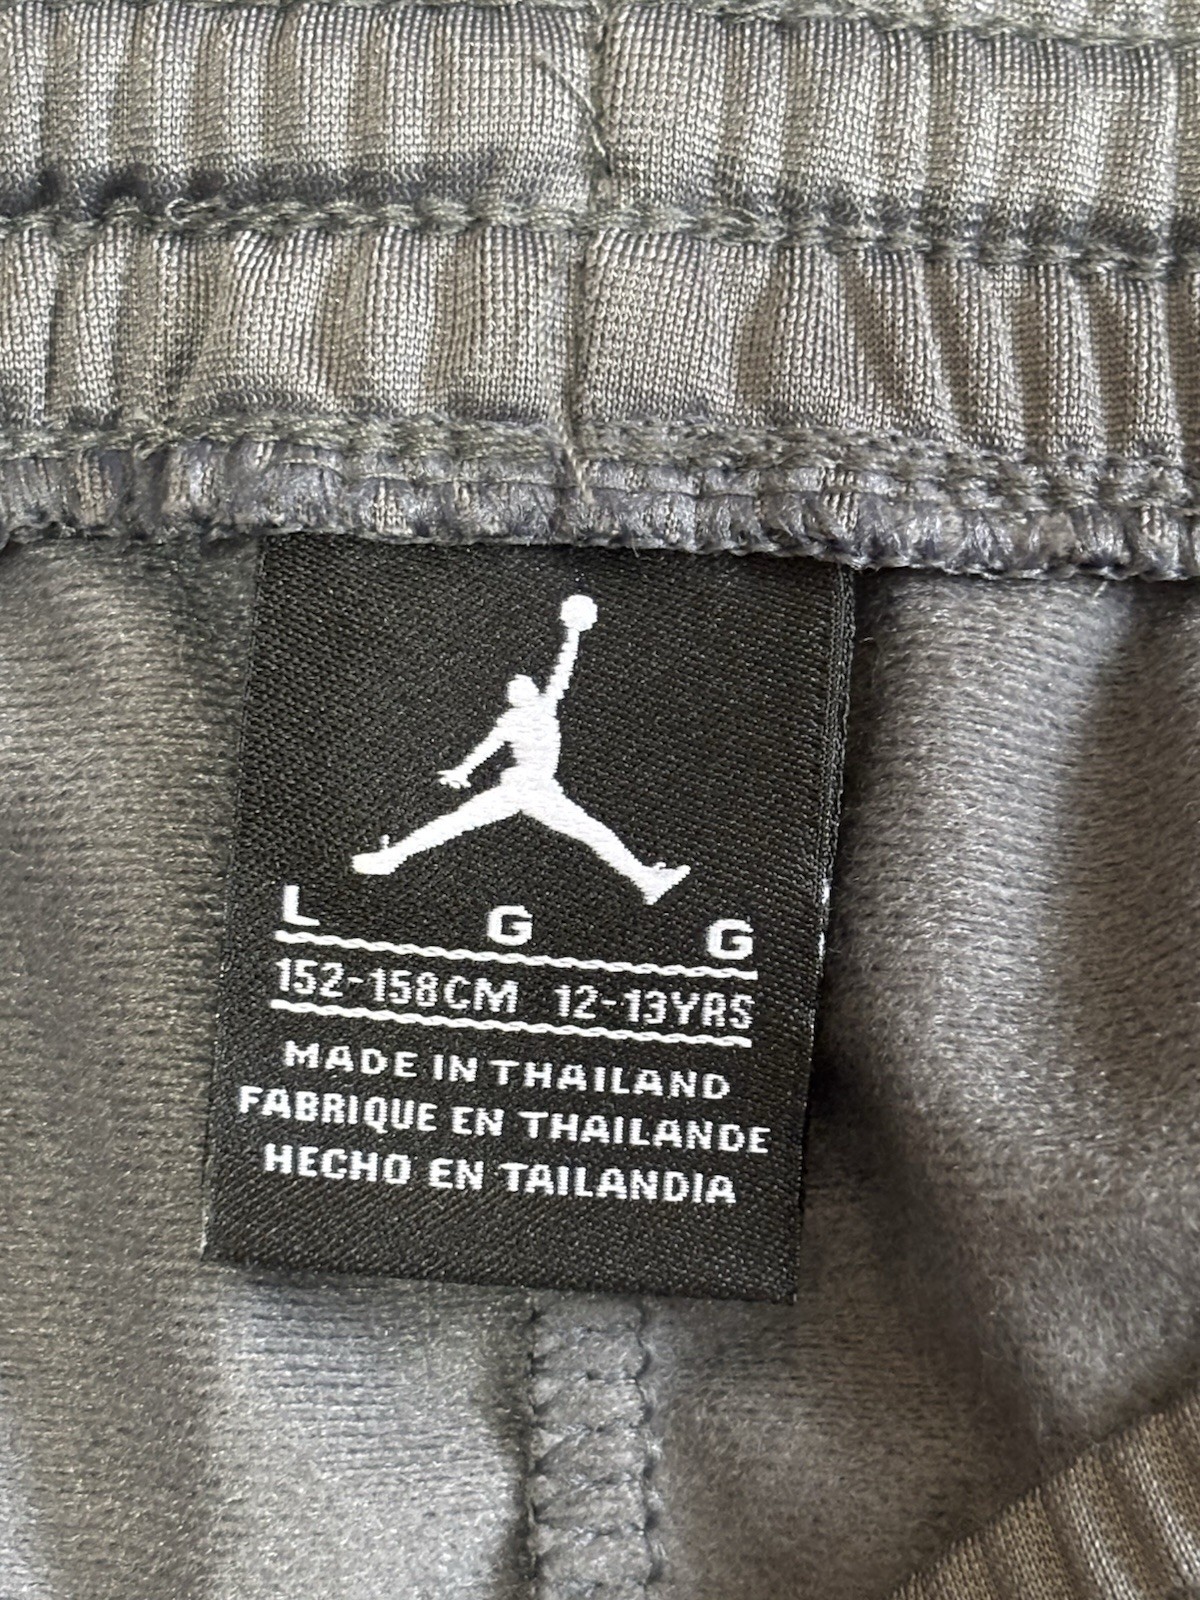 L G G
152-158CM 12-13YRS
MADE IN THAILAND
FABRIQUE EN THAILANDE
HECHO EN TAILANDIA